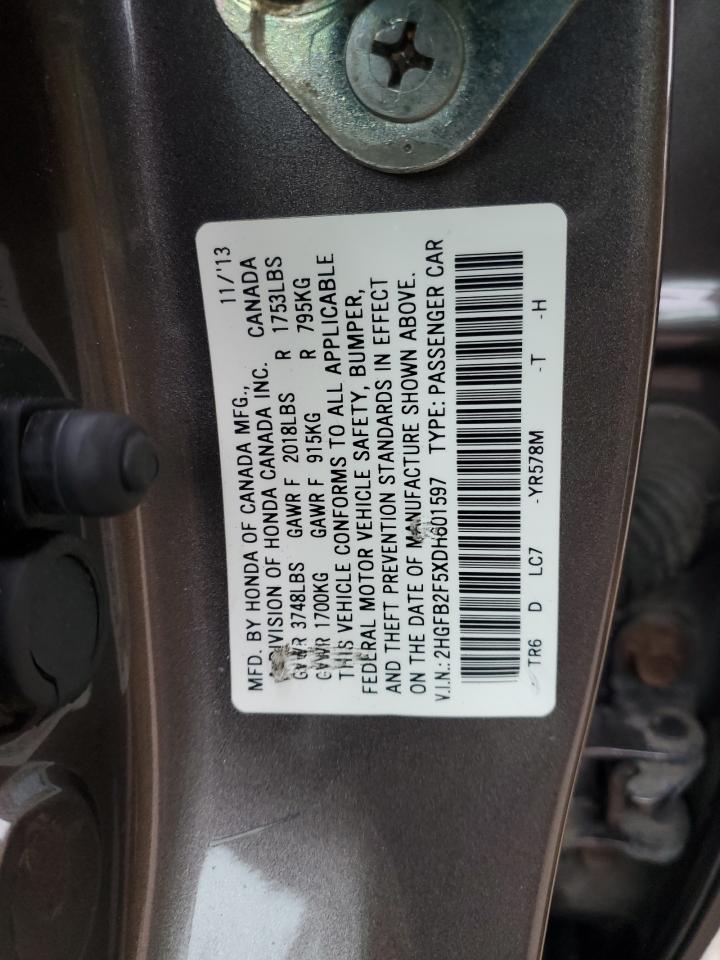 MFD. BY HONDA OF CANADA MFG., 11/'13
A DIVISION OF HONDA CANADA INC. CANADA
GVWR 3748LBS GAWR F 2018LBS R 1753LBS
GVWR 1700KG GAWR F 915KG R 795KG
THIS VEHICLE CONFORMS TO ALL APPLICABLE
FEDERAL MOTOR VEHICLE SAFETY, BUMPER,
AND THEFT PREVENTION STANDARDS IN EFFECT
ON THE DATE OF MANUFACTURE SHOWN ABOVE.
V.I.N.: 2HGFB2F5XDH601597 TYPE: PASSENGER CAR
TR6 D LC7 -YR578M -T -H